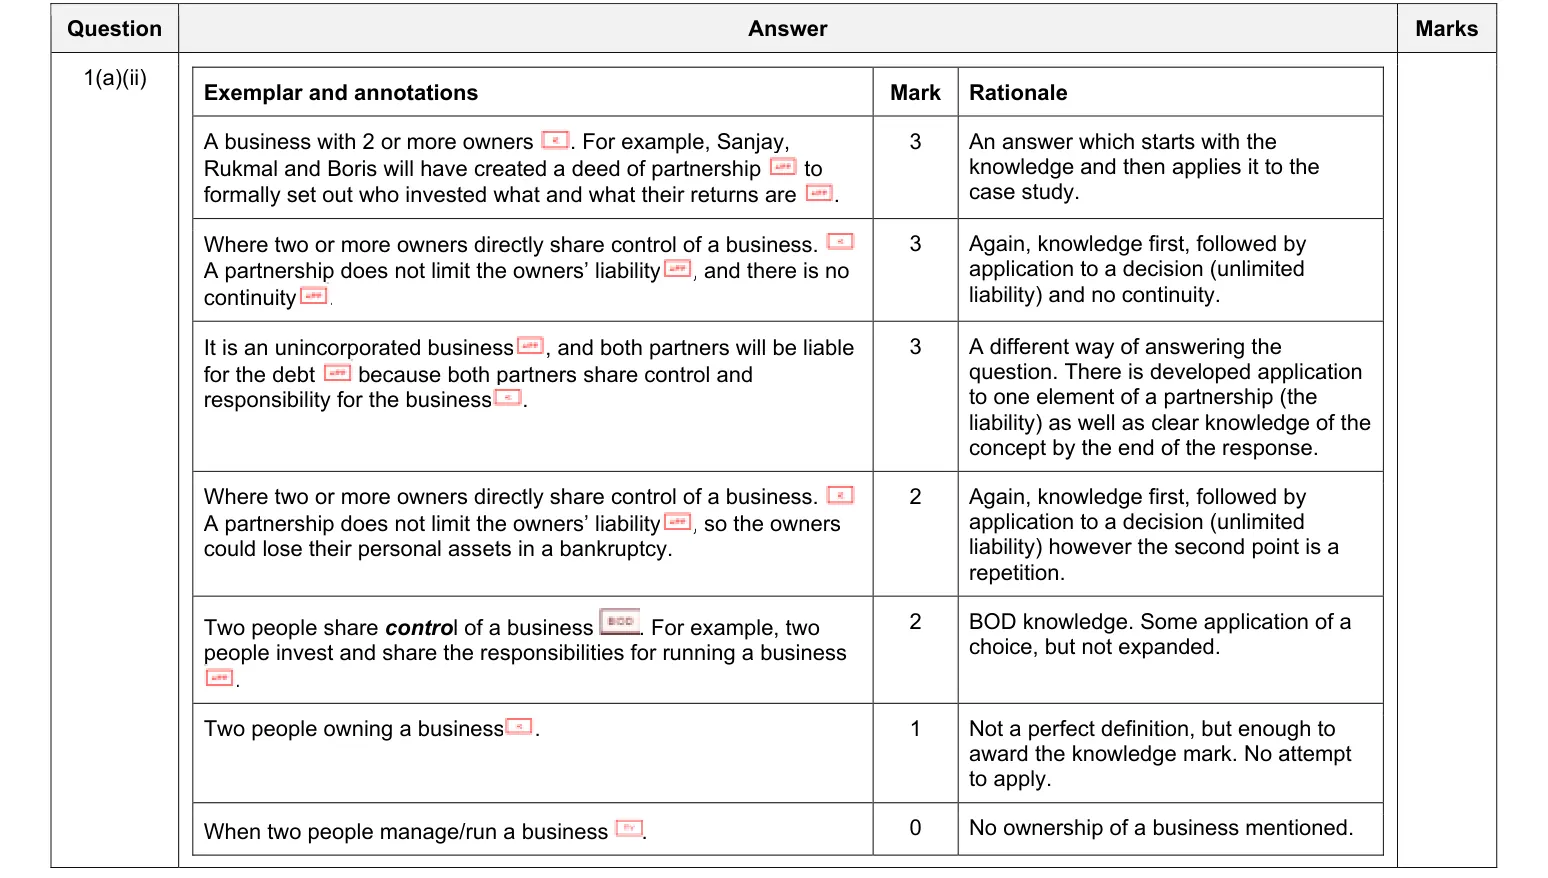 Question Answer Marks
1(a)(ii)
Exemplar and annotations Mark Rationale
A business with 2 or more owners . For example, Sanjay,
Rukmal and Boris will have created a deed of partnership APP to
formally set out who invested what and what their returns are APP .
3
An answer which starts with the
knowledge and then applies it to the
case study.
Where two or more owners directly share control of a business.
A partnership does not limit the owners’ liability APP , and there is no
continuity APP .
3
Again, knowledge first, followed by
application to a decision (unlimited
liability) and no continuity.
It is an unincorporated business APP , and both partners will be liable
for the debt APP because both partners share control and
responsibility for the business .
3
A different way of answering the
question. There is developed application
to one element of a partnership (the
liability) as well as clear knowledge of the
concept by the end of the response.
Where two or more owners directly share control of a business.
A partnership does not limit the owners’ liability APP , so the owners
could lose their personal assets in a bankruptcy.
2
Again, knowledge first, followed by
application to a decision (unlimited
liability) however the second point is a
repetition.
Two people share control of a business BOD . For example, two
people invest and share the responsibilities for running a business
APP .
2
BOD knowledge. Some application of a
choice, but not expanded.
Two people owning a business .
1
Not a perfect definition, but enough to
award the knowledge mark. No attempt
to apply.
When two people manage/run a business .
0
No ownership of a business mentioned.